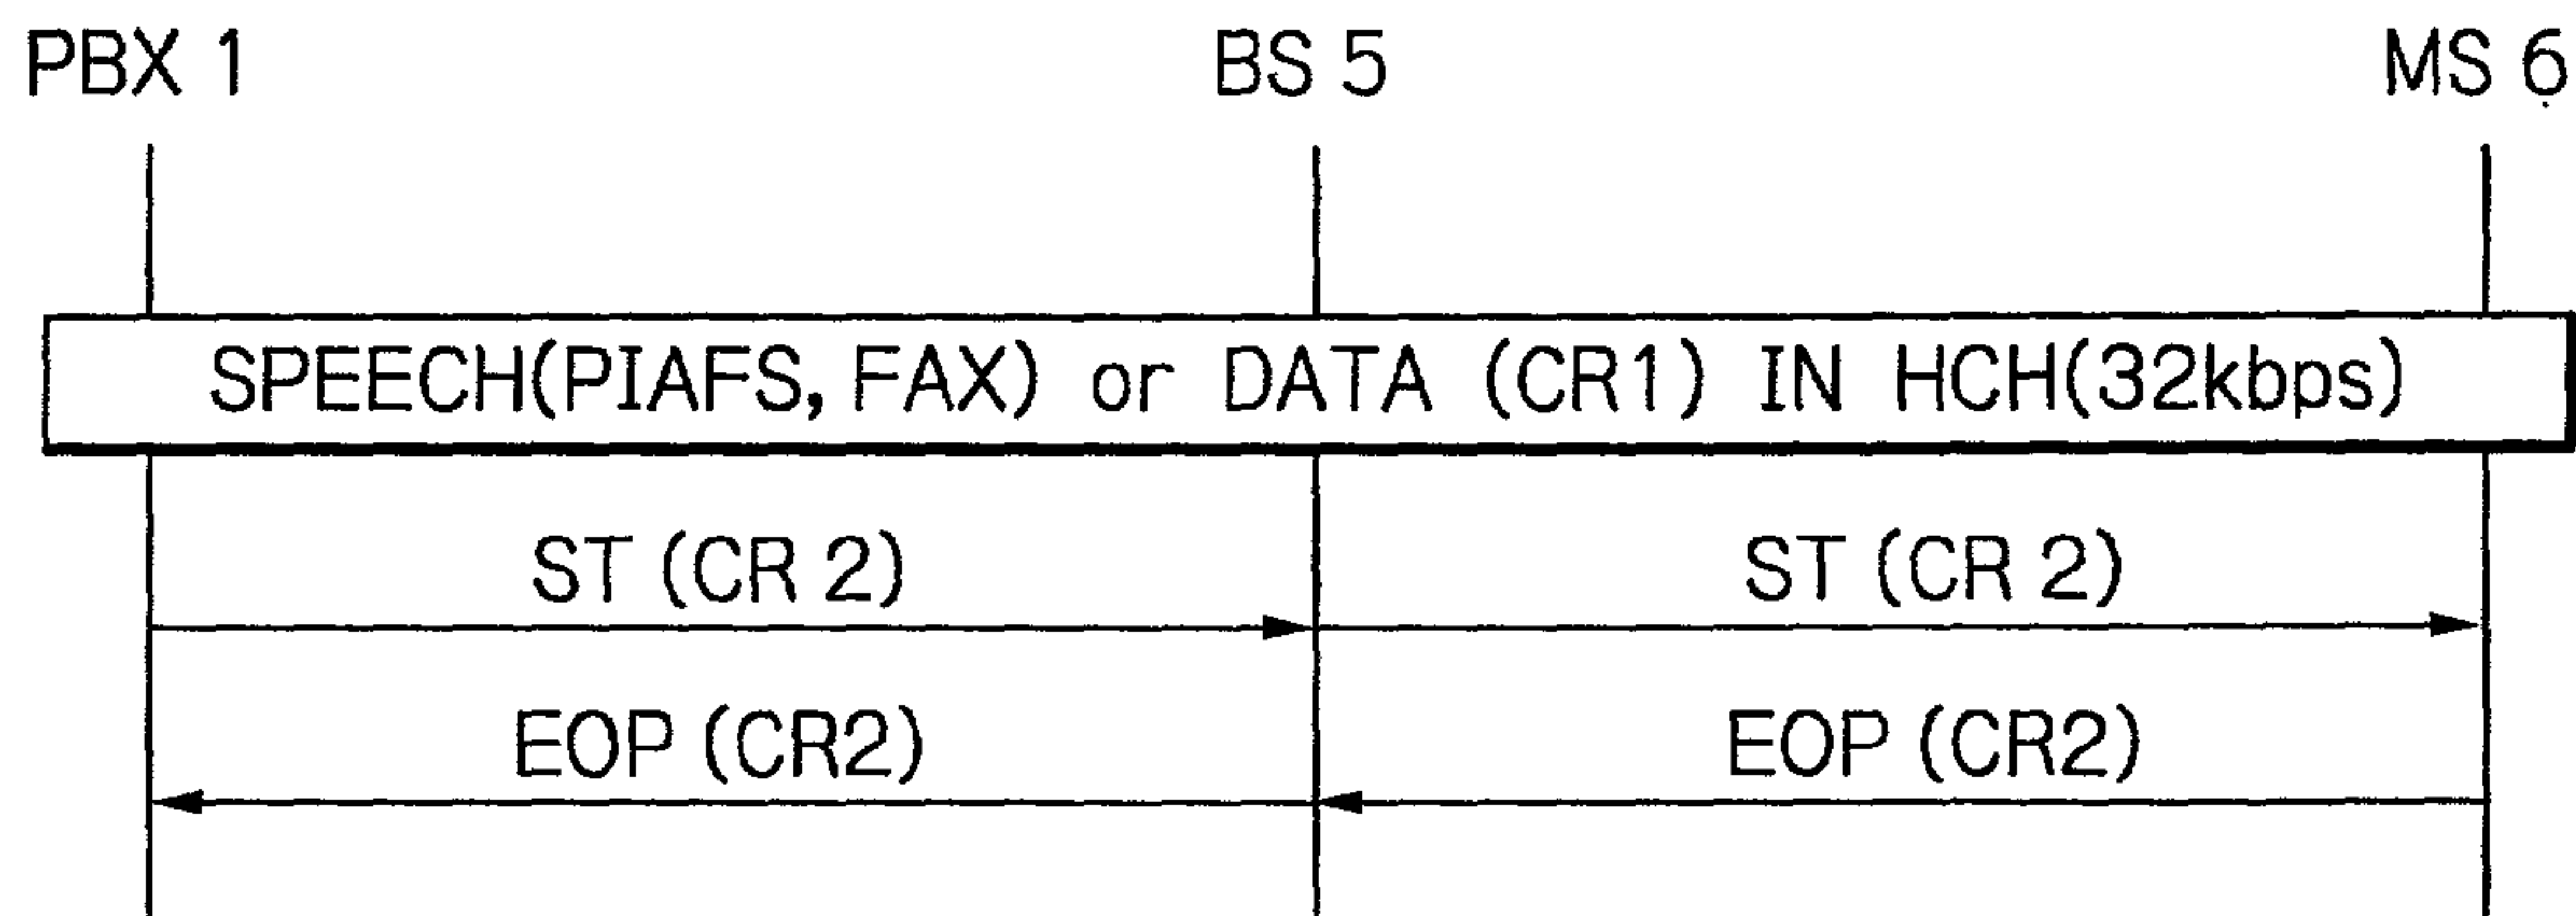 PBX 1 BS 5 MS 6
SPEECH(PIAFS, FAX) or DATA (CR1) IN HCH(32kbps)
ST (CR 2) ST (CR 2)
EOP (CR2) EOP (CR2)